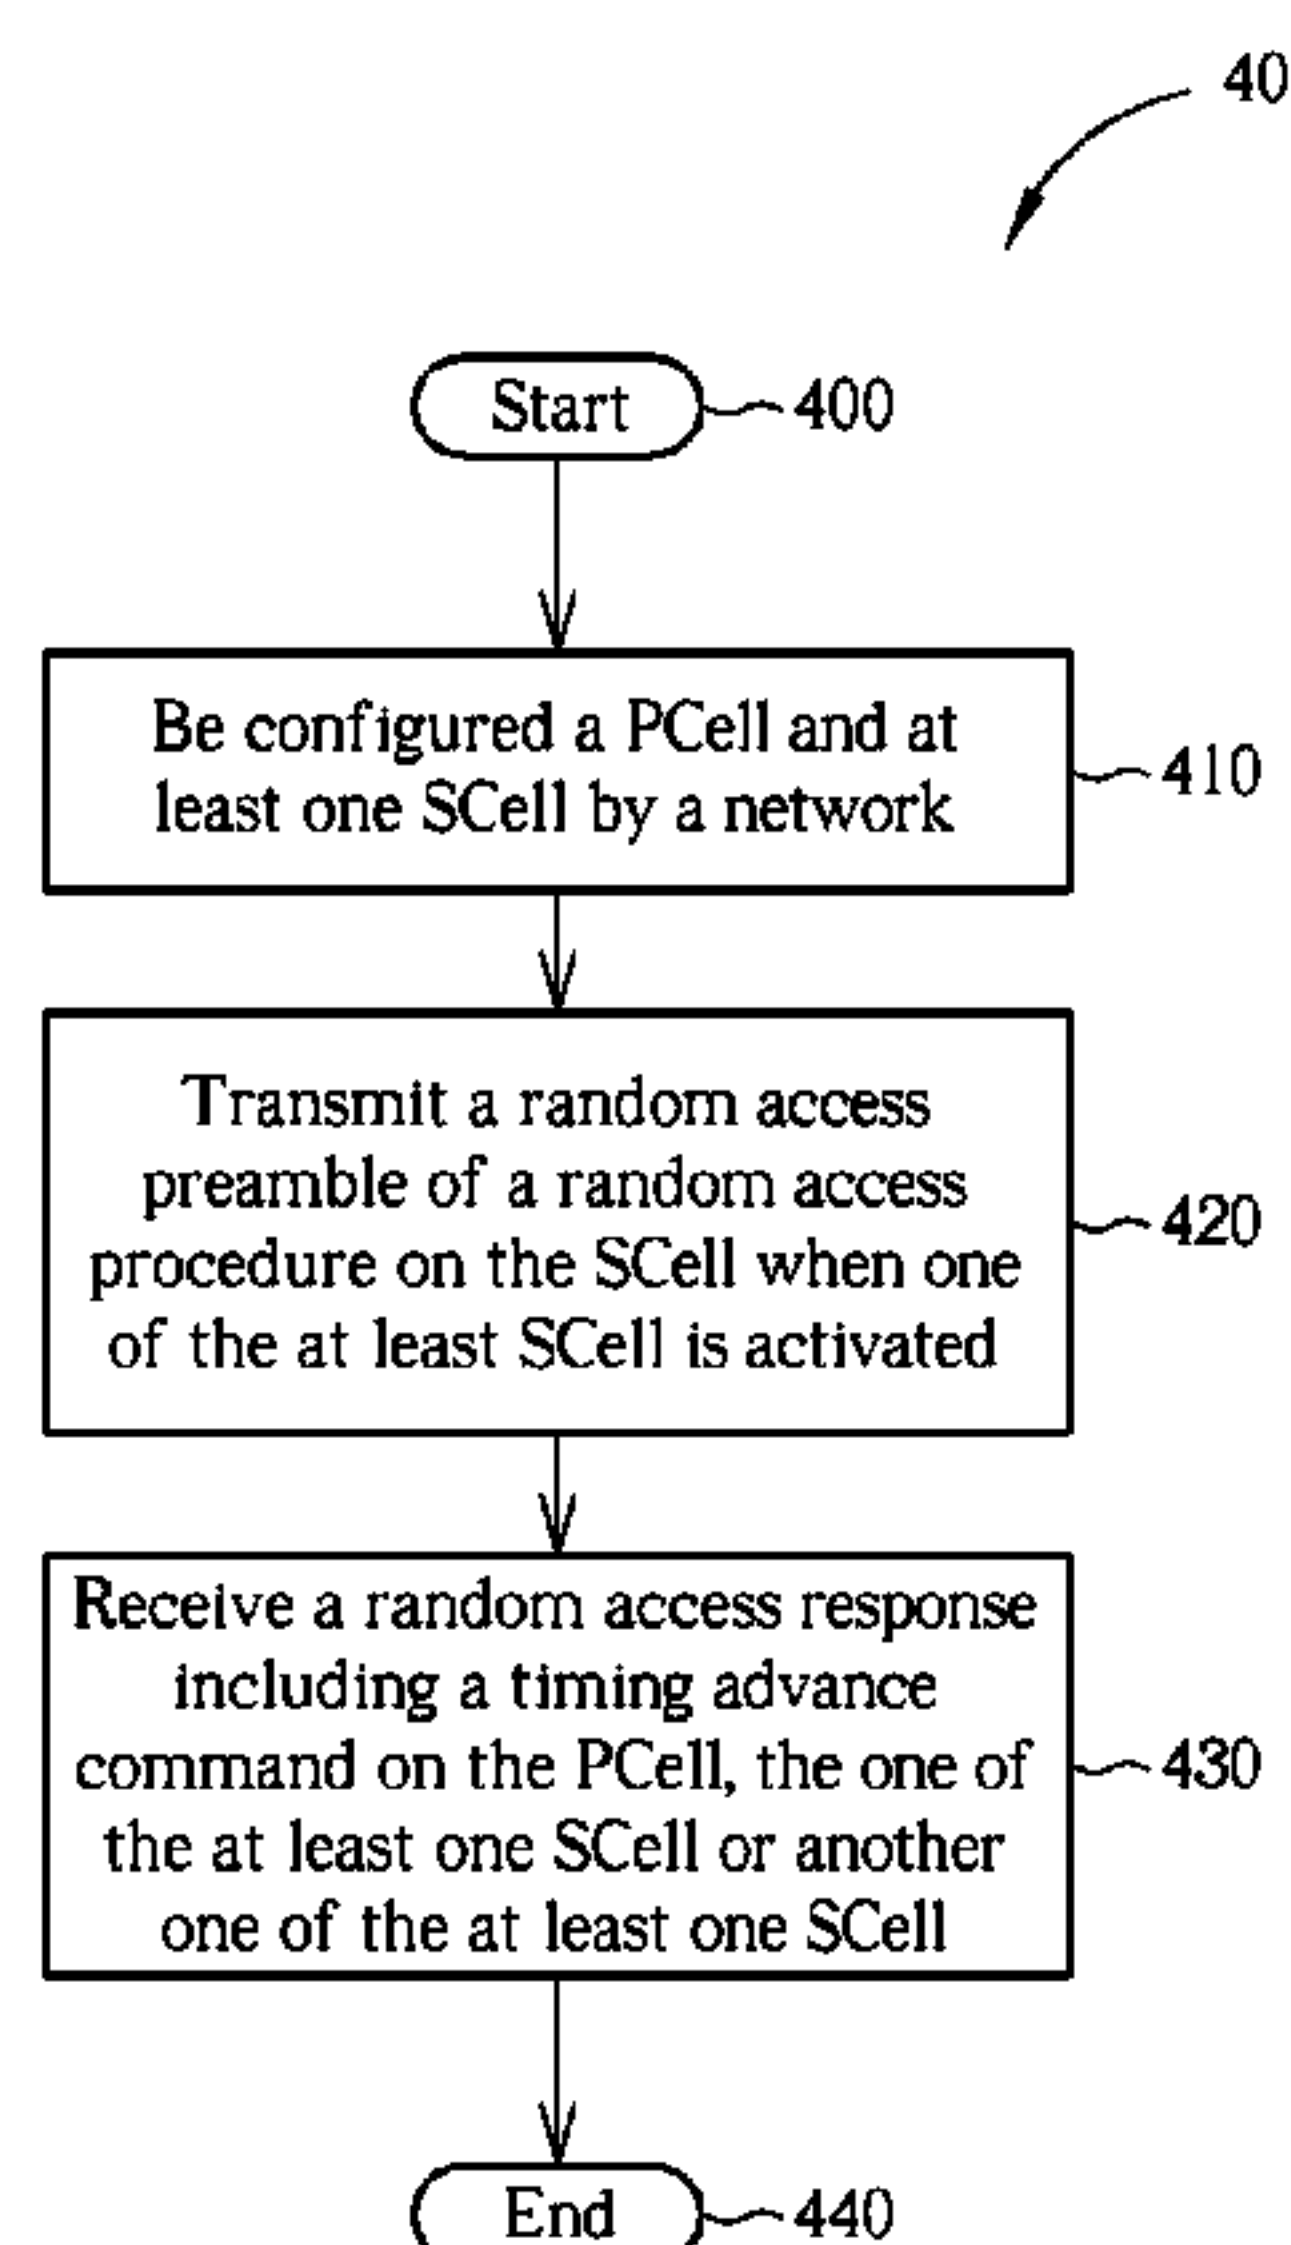 40
Start
400
Be configured a PCell and at
least one SCell by a network
410
Transmit a random access
preamble of a random access
procedure on the SCell when one
of the at least SCell is activated
420
Receive a random access response
including a timing advance
command on the PCell, the one of
the at least one SCell or another
one of the at least one SCell
430
End
440